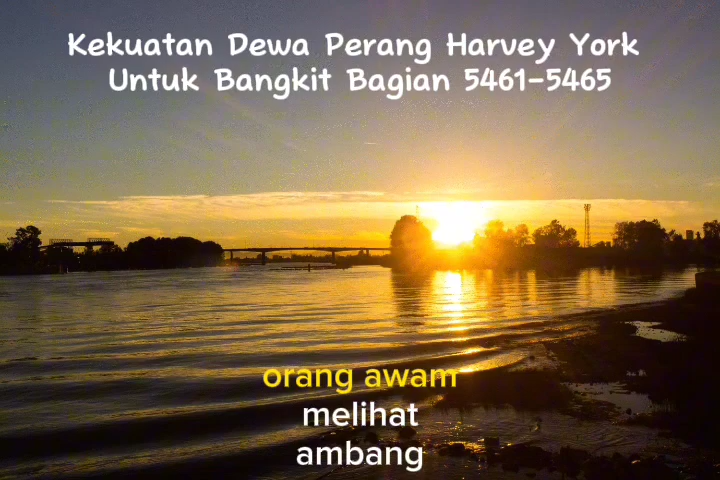 Kekuatan Dewa Perang Harvey York
Untuk Bangkit Bagian 5461-5465
orang awam
melihat
ambang